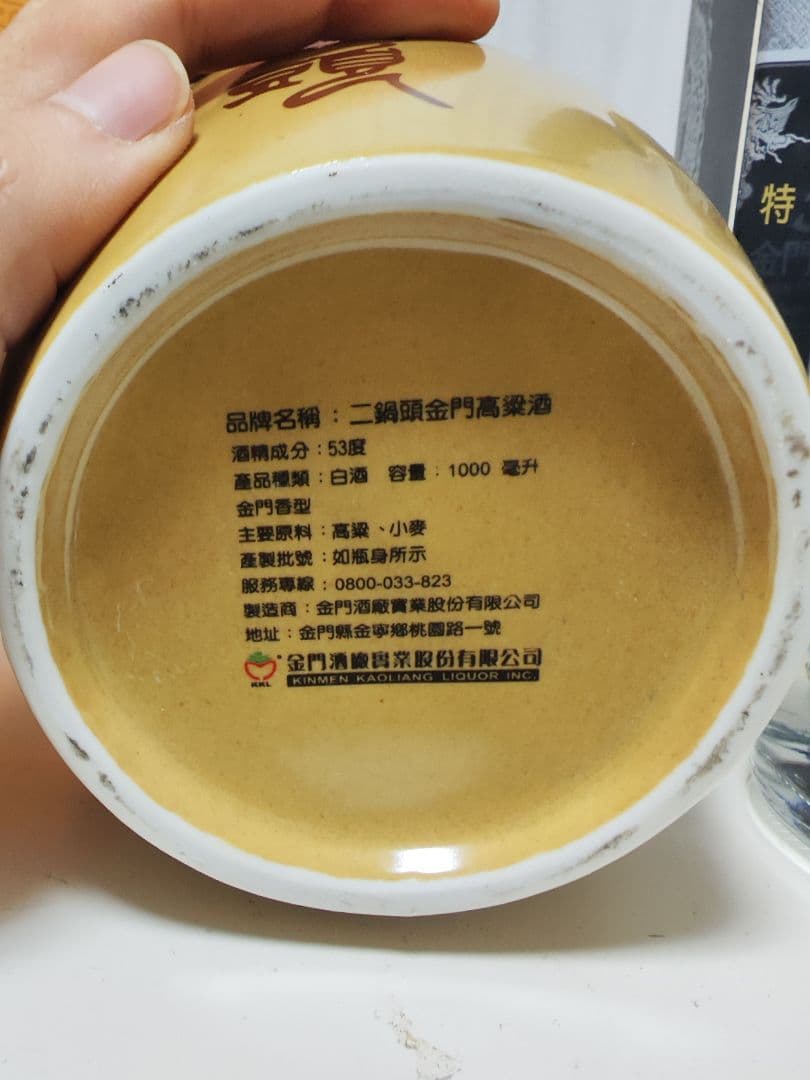 頭
特
金門
品牌名稱：二鍋頭金門高粱酒
酒精成分：53度
產品種類：白酒　容量：1000 毫升
金門香型
主要原料：高粱、小麥
產製批號：如瓶身所示
服務專線：0800-033-823
製造商：金門酒廠實業股份有限公司
地址：金門縣金寧鄉桃園路一號
KKL
金門酒廠實業股份有限公司
KINMEN KAOLIANG LIQUOR INC.